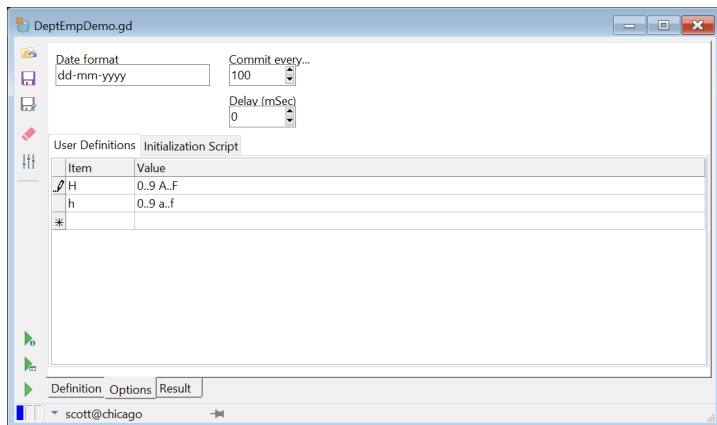 DeptEmpDemo.gd
Date format
Commit every...
dd-mm-yyyy
100
Delay (mSec)
0
User Definitions Initialization Script
Item Value
H 0..9 A..F
h 0..9 a..f
Definition Options Result
scott@chicago